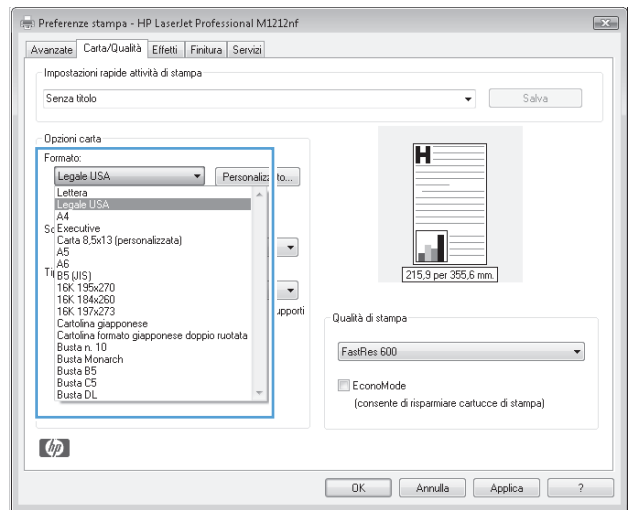 Preferenze stampa - HP LaserJet Professional M1212nf
Avanzate Carta/Qualità Effetti Finitura Servizi
Impostazioni rapide attività di stampa
Senza titolo
Salva
Opzioni carta
Formato:
Legale USA
Lettera
Legale USA
A4
Executive
Carta 8,5x13 (personalizzata)
A5
A6
B5 (JIS)
16K 195x270
16K 184x260
16K 197x273
Cartolina giapponese
Cartolina formato giapponese doppio ruotata
Busta n. 10
Busta Monarch
Busta B5
Busta C5
Busta DL
H
215,9 per 355,6 mm.
Qualità di stampa
FastRes 600
EconoMode
(consente di risparmiare cartucce di stampa)
hp
OK Annulla Applica ?